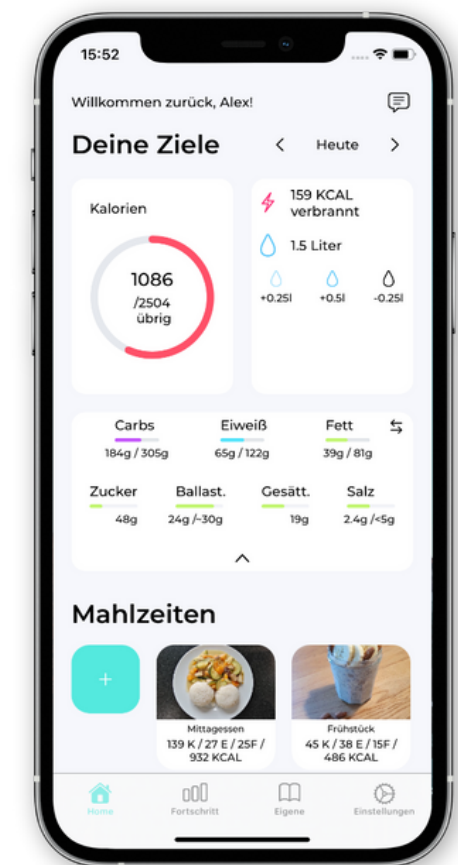 15:52
Willkommen zurück, Alex!
Deine Ziele
< Heute >
Kalorien
1086
/2504
übrig
159 KCAL
verbrannt
1.5 Liter
+0.25l +0.5l -0.25l
Carbs Eiweiß Fett
184g / 305g 65g / 122g 39g / 81g
Zucker Ballast. Gesätt. Salz
48g 24g /~30g 19g 2.4g /<5g
Mahlzeiten
+
Mittagessen
139 K / 27 E / 25F /
932 KCAL
Frühstück
45 K / 38 E / 15F /
486 KCAL
Home Fortschritt Eigene Einstellungen